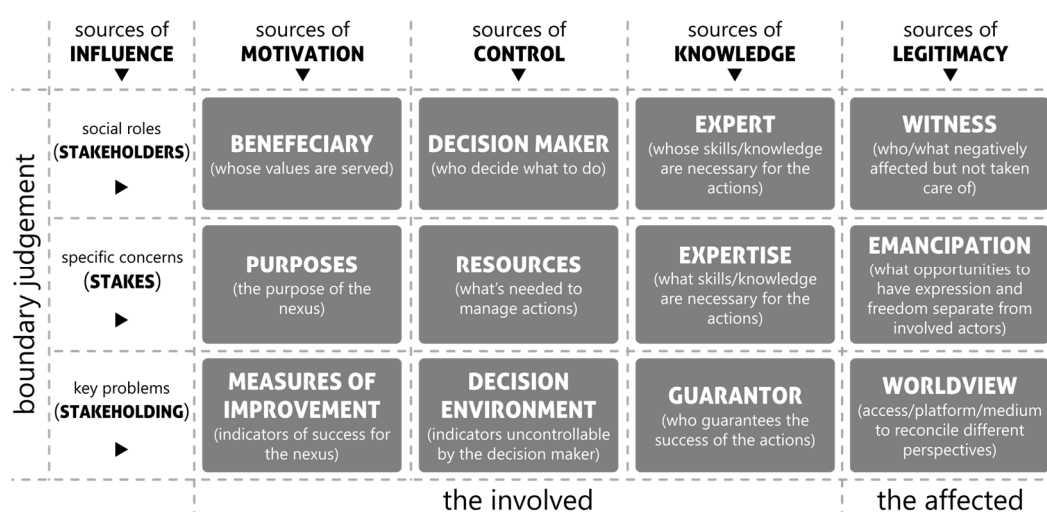 sources of
INFLUENCE
sources of
MOTIVATION
sources of
CONTROL
sources of
KNOWLEDGE
sources of
LEGITIMACY
boundary judgement
social roles
(STAKEHOLDERS)
BENEFECIARY
(whose values are served)
DECISION MAKER
(who decide what to do)
EXPERT
(whose skills/knowledge
are necessary for the
actions)
WITNESS
(who/what negatively
affected but not taken
care of)
specific concerns
(STAKES)
PURPOSES
(the purpose of the
nexus)
RESOURCES
(what's needed to
manage actions)
EXPERTISE
(what skills/knowledge
are necessary for the
actions)
EMANCIPATION
(what opportunities to
have expression and
freedom separate from
involved actors)
key problems
(STAKEHOLDING)
MEASURES OF
IMPROVEMENT
(indicators of success for
the nexus)
DECISION
ENVIRONMENT
(indicators uncontrollable
by the decision maker)
GUARANTOR
(who guarantees the
success of the actions)
WORLDVIEW
(access/platform/medium
to reconcile different
perspectives)
the involved
the affected